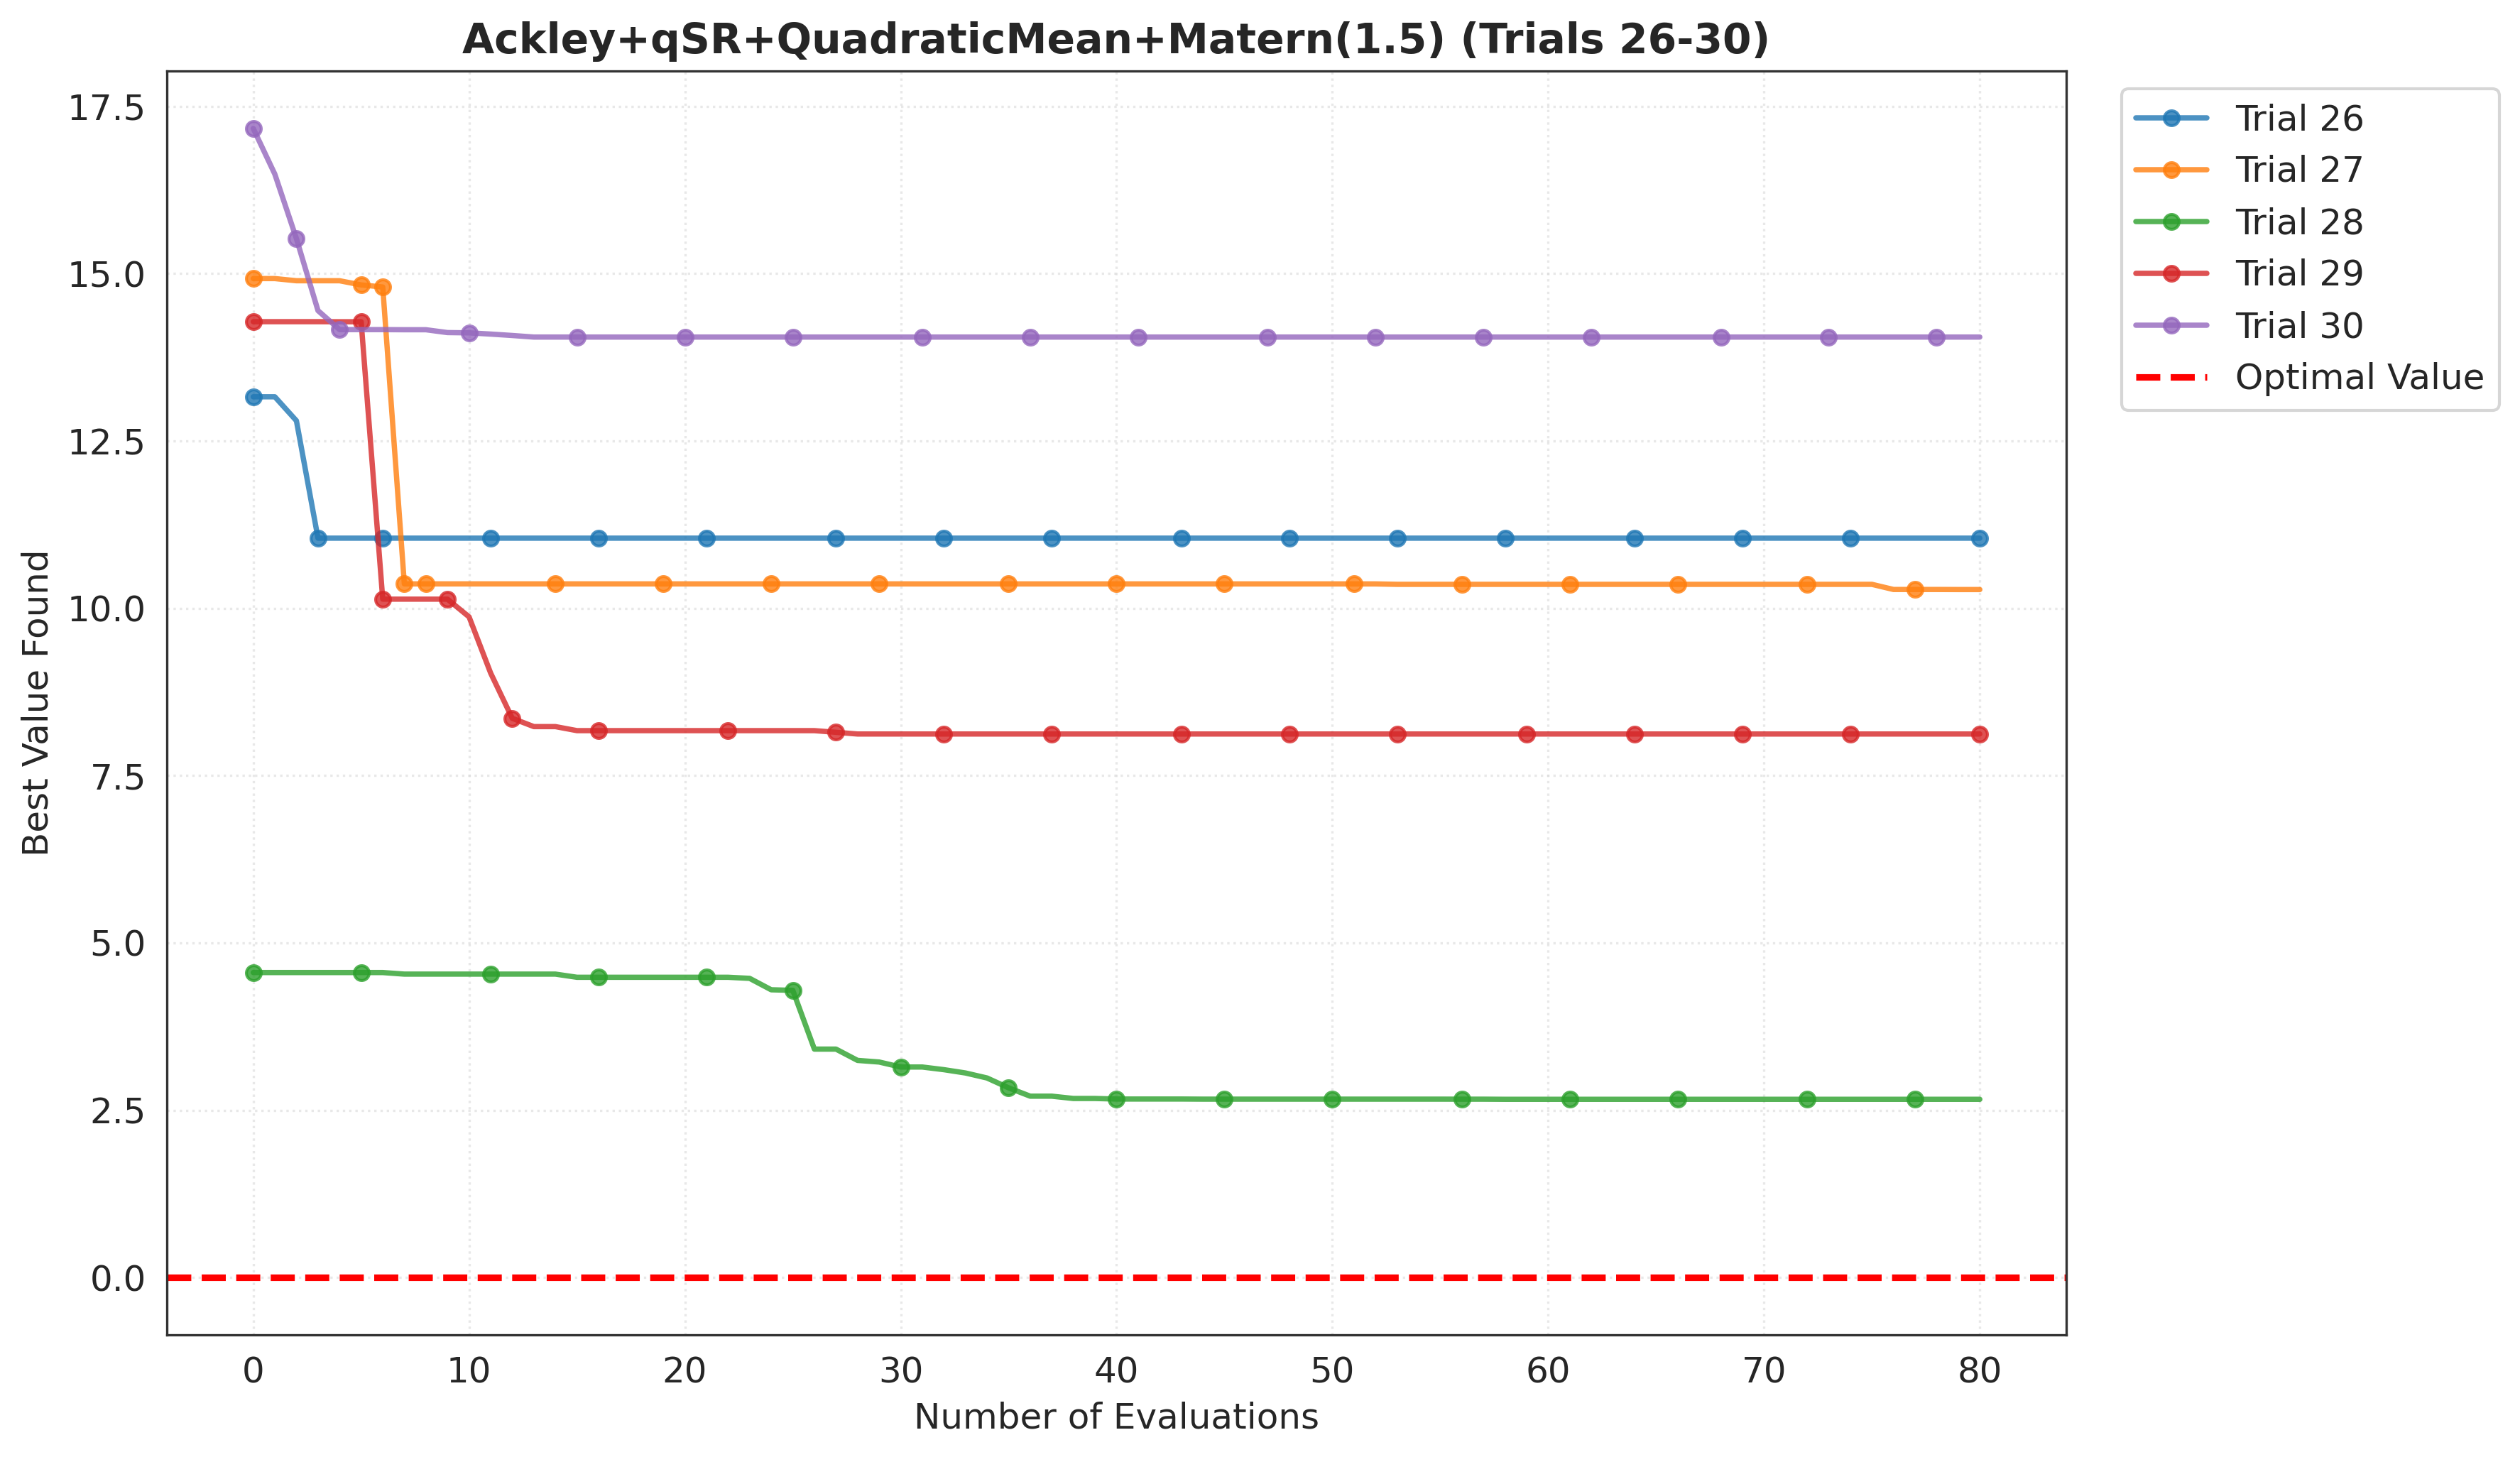 Ackley+qSR+QuadraticMean+Matern(1.5) (Trials 26-30)
17.5
15.0
12.5
10.0
7.5
5.0
2.5
0.0
Best Value Found
0 10 20 30 40 50 60 70 80
Number of Evaluations
Trial 26
Trial 27
Trial 28
Trial 29
Trial 30
Optimal Value